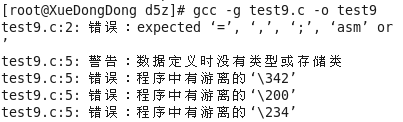 [root@XueDongDong d5z]# gcc -g test9.c -o test9
test9.c:2: 错误：expected ‘=’, ‘,’, ‘;’, ‘asm’ or
’
test9.c:5: 警告：数据定义时没有类型或存储类
test9.c:5: 错误：程序中有游离的‘\342’
test9.c:5: 错误：程序中有游离的‘\200’
test9.c:5: 错误：程序中有游离的‘\234’